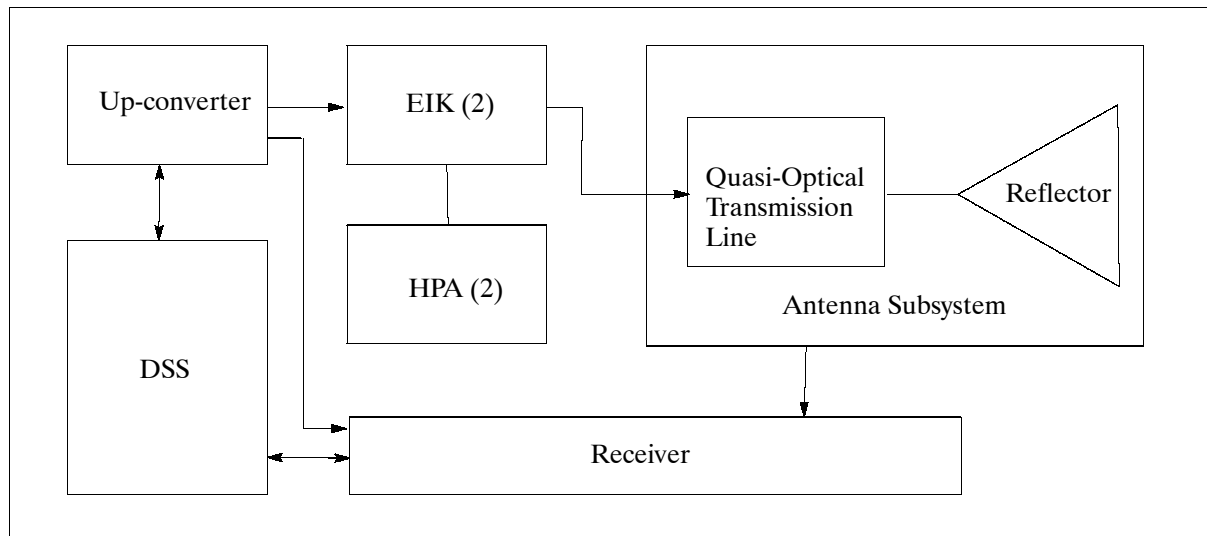 Up-converter
EIK (2)
Quasi-Optical
Transmission
Line
Reflector
HPA (2)
Antenna Subsystem
DSS
Receiver